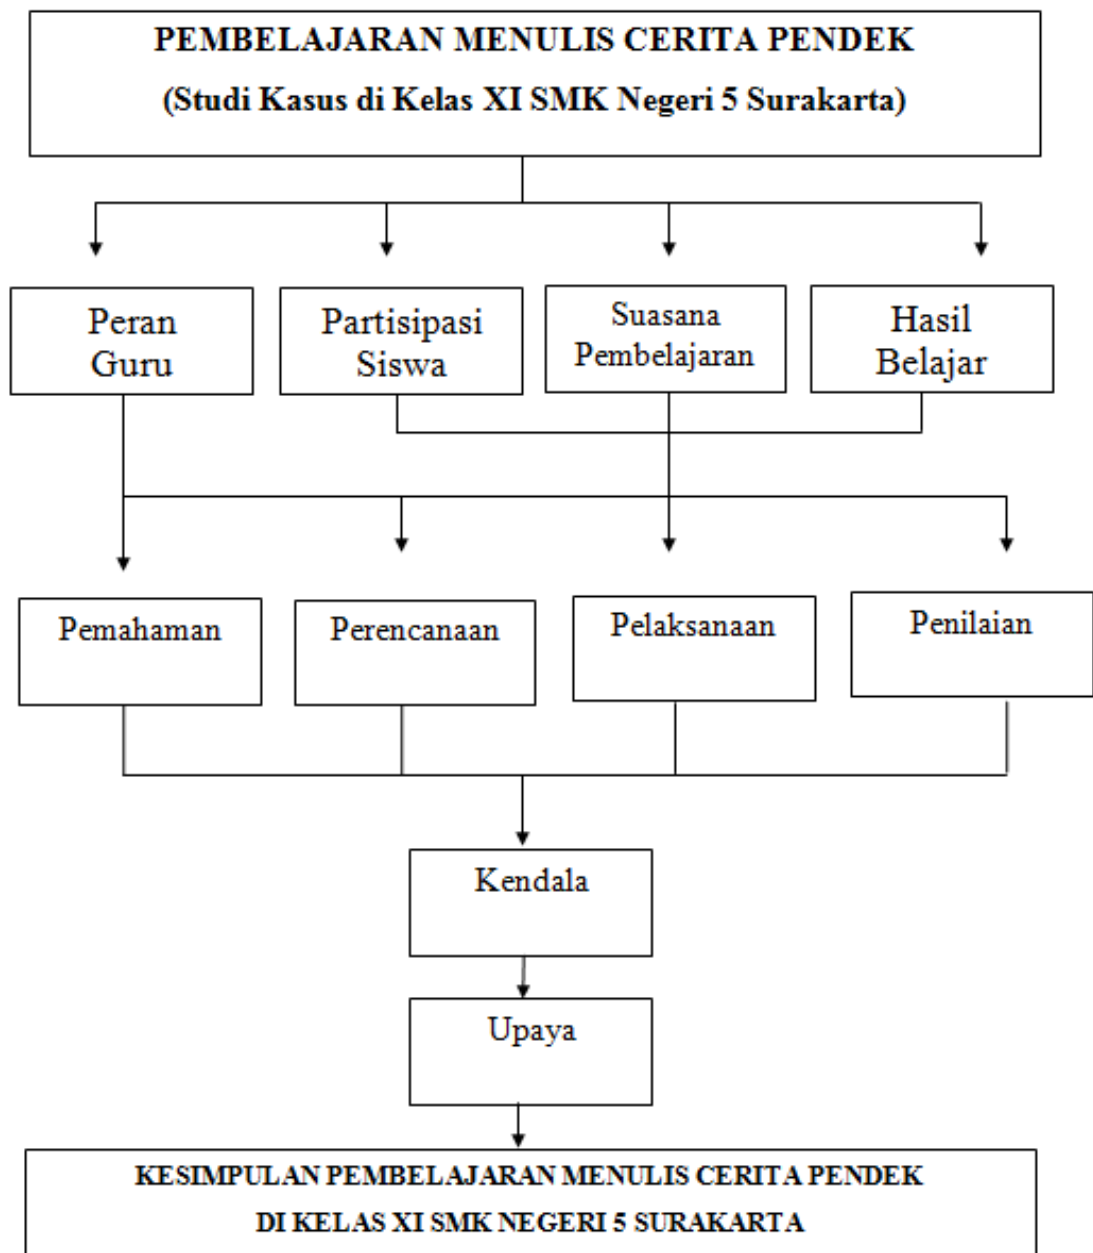 PEMBELAJARAN MENULIS CERITA PENDEK
(Studi Kasus di Kelas XI SMK Negeri 5 Surakarta)
Peran
Guru
Partisipasi
Siswa
Suasana
Pembelajaran
Hasil
Belajar
Pemahaman
Perencanaan
Pelaksanaan
Penilaian
Kendala
Upaya
KESIMPULAN PEMBELAJARAN MENULIS CERITA PENDEK
DI KELAS XI SMK NEGERI 5 SURAKARTA